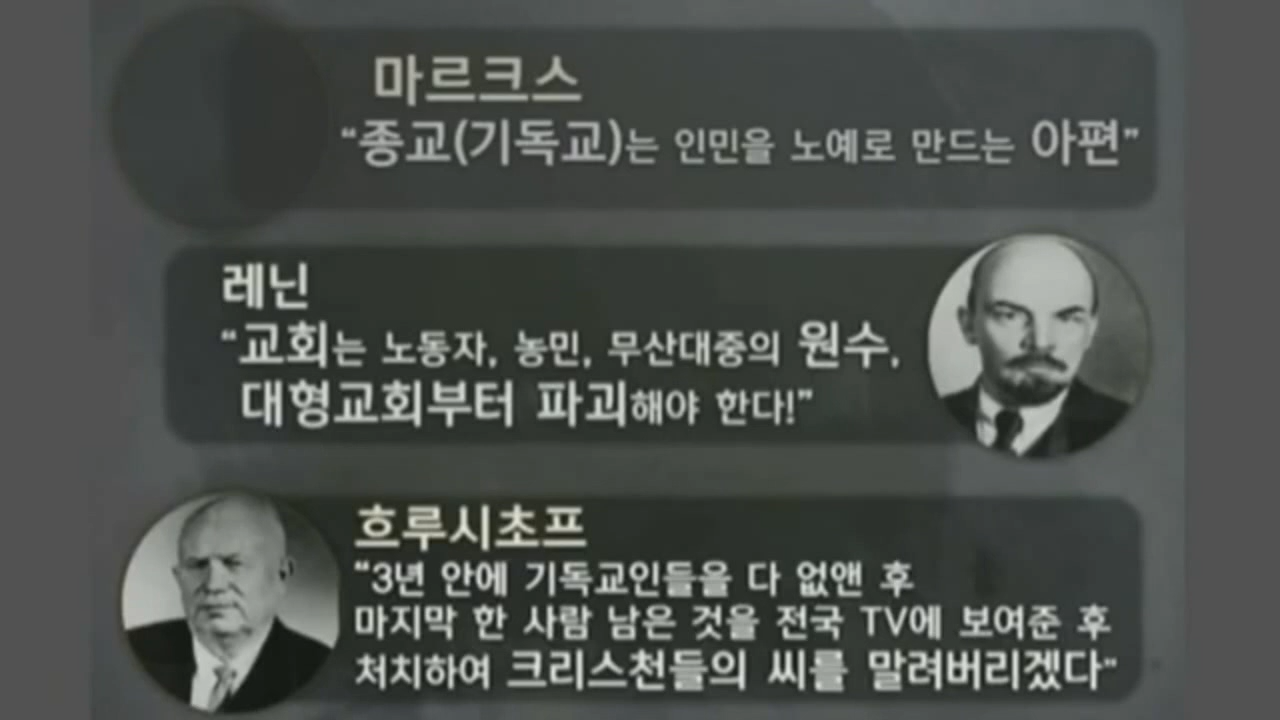 마르크스
“종교(기독교)는 인민을 노예로 만드는 아편”
레닌
“교회는 노동자, 농민, 무산대중의 원수,
대형교회부터 파괴해야 한다!”
흐루시초프
“3년 안에 기독교인들을 다 없앤 후
마지막 한 사람 남은 것을 전국 TV에 보여준 후
처치하여 크리스천들의 씨를 말려버리겠다”